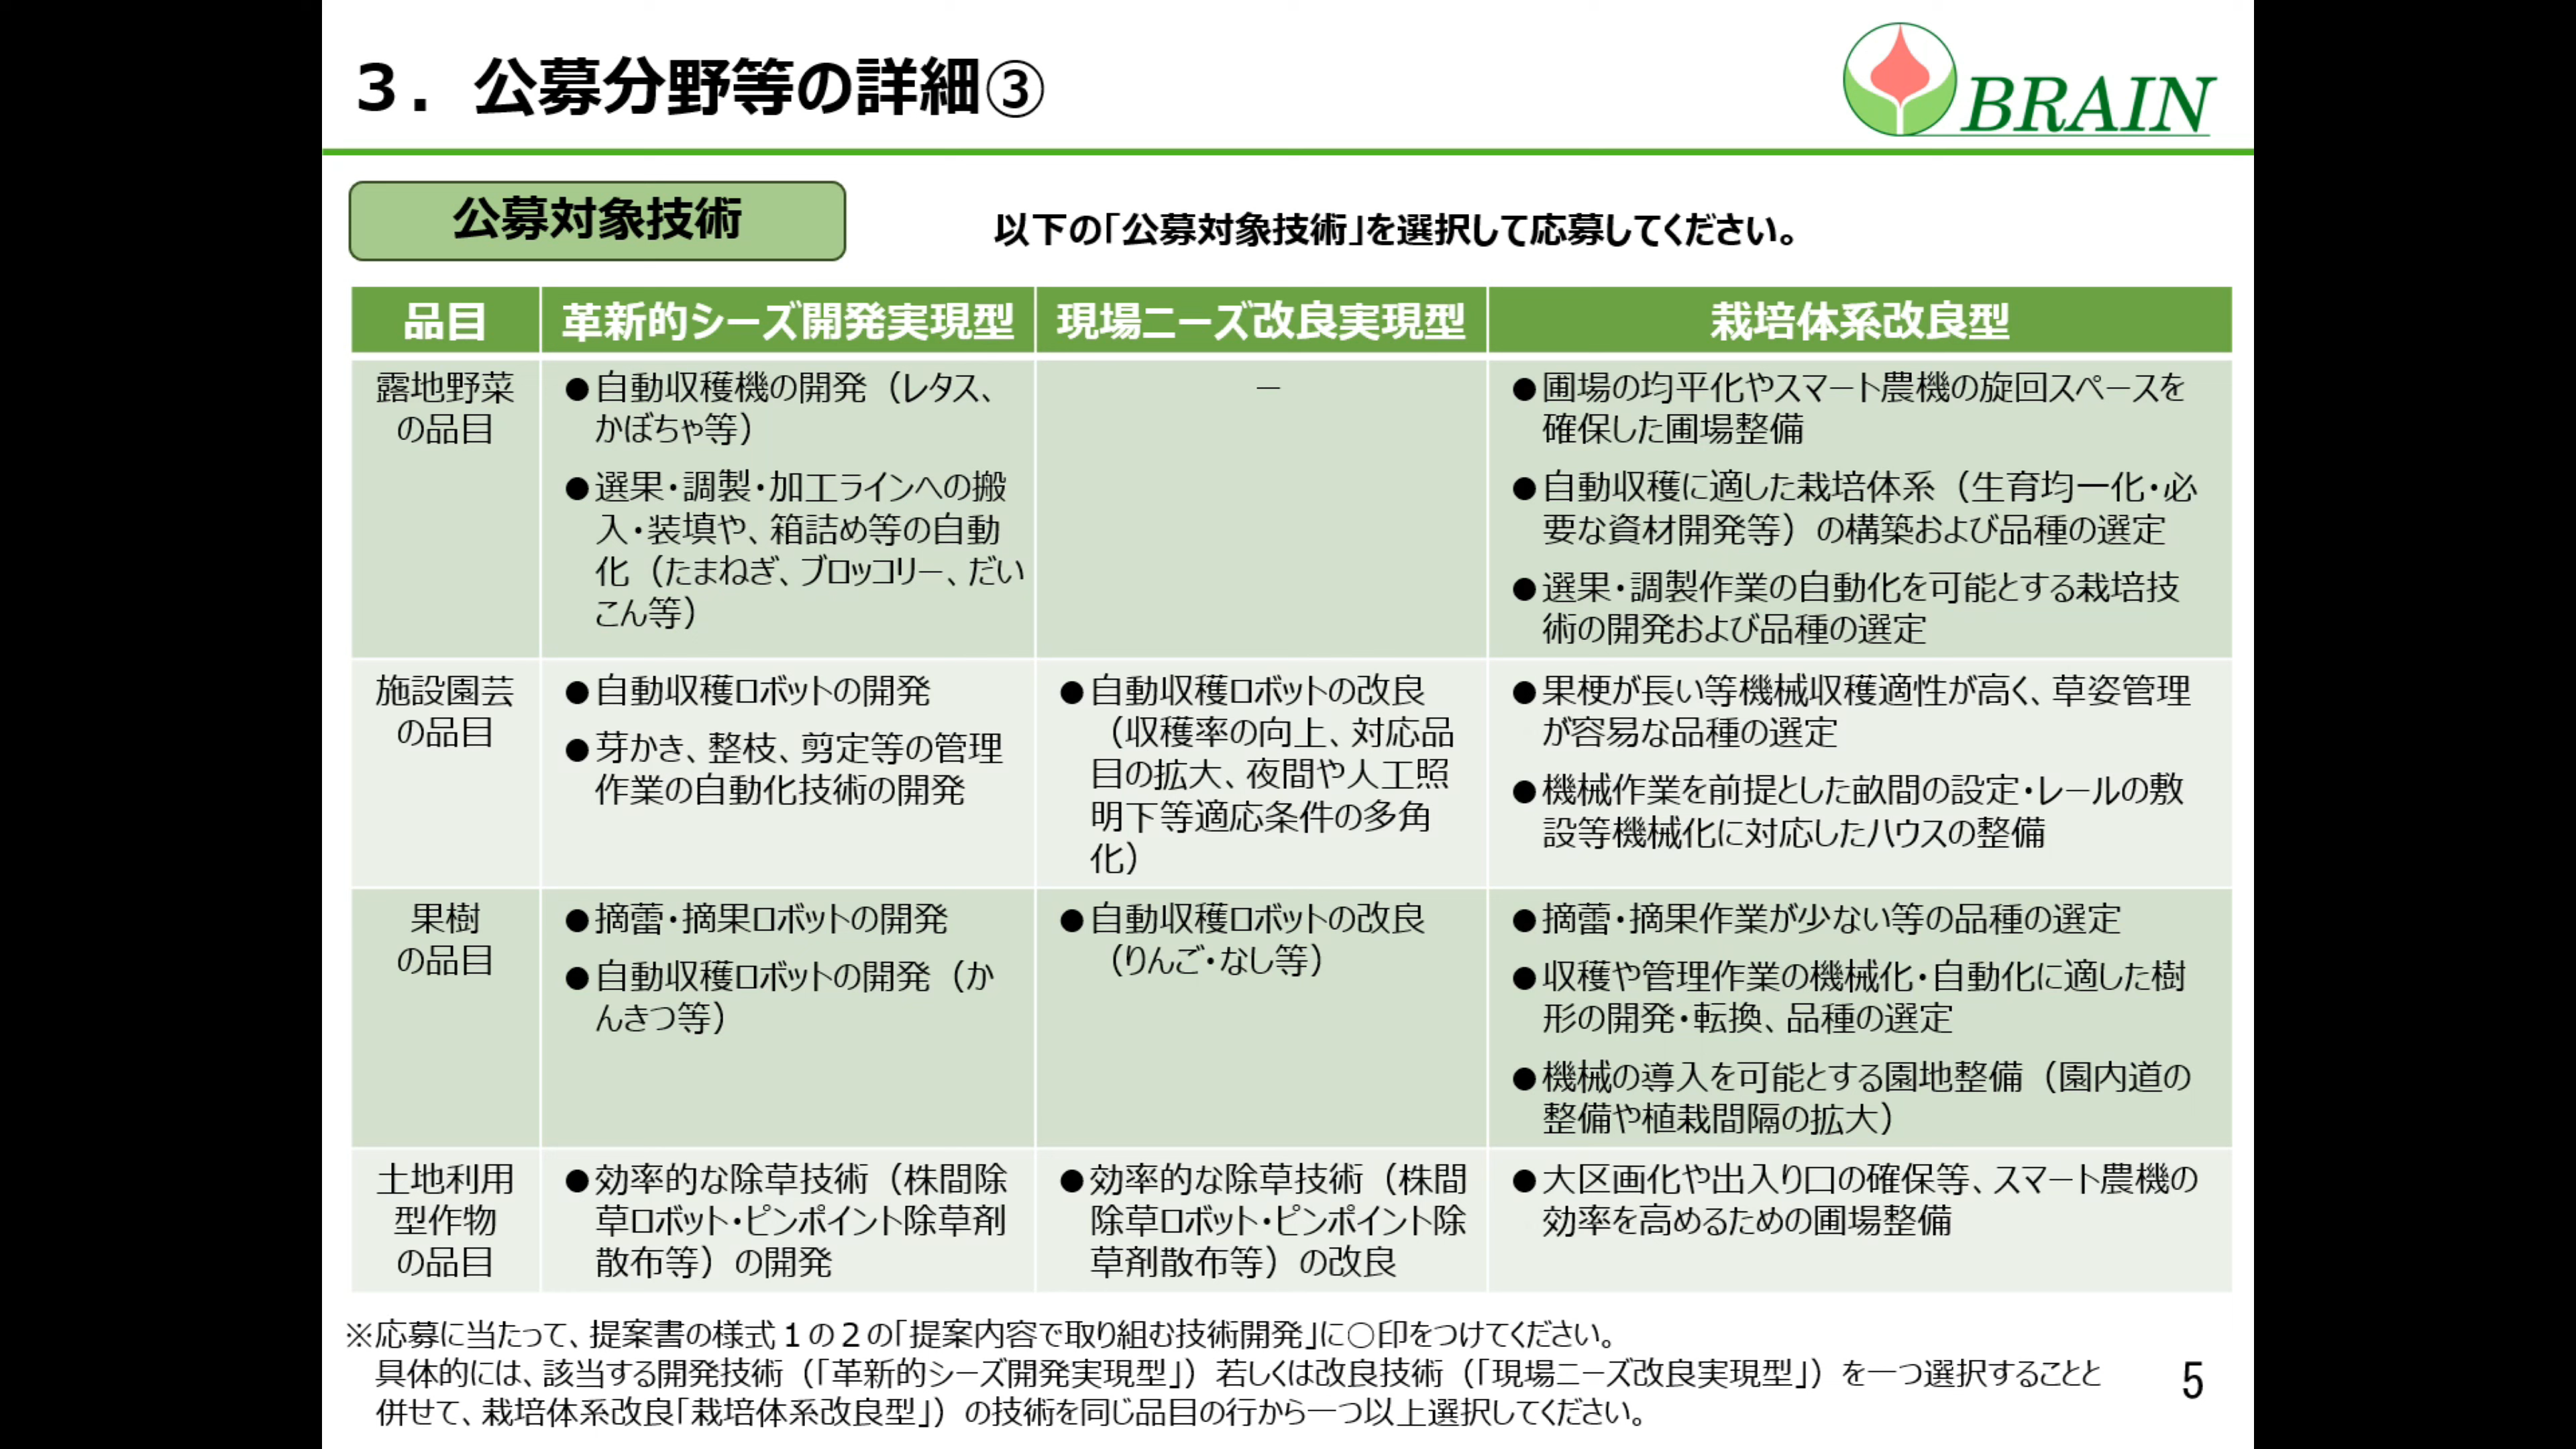 ３．公募分野等の詳細③
BRAIN
公募対象技術
以下の「公募対象技術」を選択して応募してください。
品目
革新的シーズ開発実現型
現場ニーズ改良実現型
栽培体系改良型
露地野菜
の品目
●自動収穫機の開発（レタス、
かぼちゃ等）
●選果・調製・加工ラインへの搬
入・装填や、箱詰め等の自動
化（たまねぎ、ブロッコリー、だい
こん等）
－
●圃場の均平化やスマート農機の旋回スペースを
確保した圃場整備
●自動収穫に適した栽培体系（生育均一化・必
要な資材開発等）の構築および品種の選定
●選果・調製作業の自動化を可能とする栽培技
術の開発および品種の選定
施設園芸
の品目
●自動収穫ロボットの開発
●芽かき、整枝、剪定等の管理
作業の自動化技術の開発
●自動収穫ロボットの改良
（収穫率の向上、対応品
目の拡大、夜間や人工照
明下等適応条件の多角
化）
●果梗が長い等機械収穫適性が高く、草姿管理
が容易な品種の選定
●機械作業を前提とした畝間の設定・レールの敷
設等機械化に対応したハウスの整備
果樹
の品目
●摘蕾・摘果ロボットの開発
●自動収穫ロボットの開発（か
んきつ等）
●自動収穫ロボットの改良
（りんご・なし等）
●摘蕾・摘果作業が少ない等の品種の選定
●収穫や管理作業の機械化・自動化に適した樹
形の開発・転換、品種の選定
●機械の導入を可能とする園地整備（園内道の
整備や植栽間隔の拡大）
土地利用
型作物
の品目
●効率的な除草技術（株間除
草ロボット・ピンポイント除草剤
散布等）の開発
●効率的な除草技術（株間
除草ロボット・ピンポイント除
草剤散布等）の改良
●大区画化や出入り口の確保等、スマート農機の
効率を高めるための圃場整備
※応募に当たって、提案書の様式１の２の「提案内容で取り組む技術開発」に○印をつけてください。
具体的には、該当する開発技術（「革新的シーズ開発実現型」）若しくは改良技術（「現場ニーズ改良実現型」）を一つ選択することと
併せて、栽培体系改良「栽培体系改良型」）の技術を同じ品目の行から一つ以上選択してください。
5